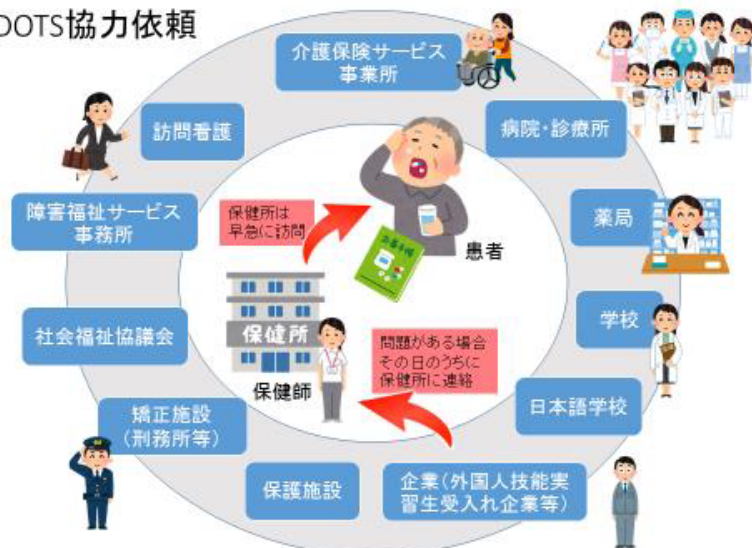 DOTS協力依頼
介護保険サービス
事業所
訪問看護
病院・診療所
障害福祉サービス
事務所
保健所は
早急に訪問
薬局
お薬手帳
患者
社会福祉協議会
保健所
学校
問題がある場合
その日のうちに
保健所に連絡
保健師
日本語学校
矯正施設
(刑務所等)
保護施設
企業(外国人技能実
習生受入れ企業等)